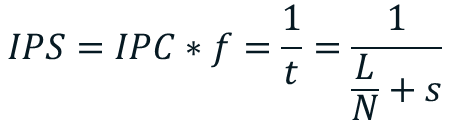 IPS = IPC * f = 1/t = 1/(L/N + s)